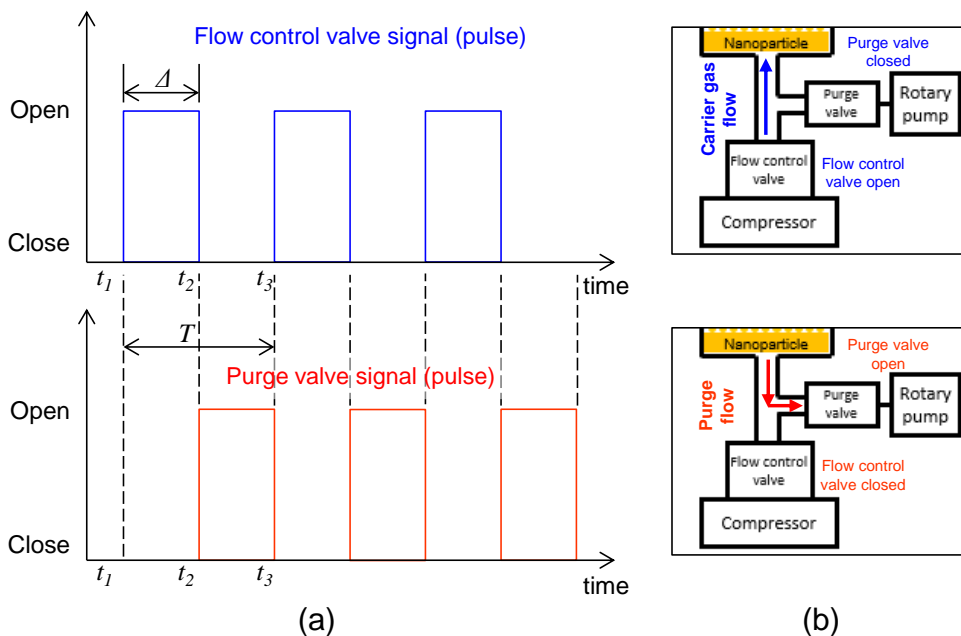 Flow control valve signal (pulse)
Δ
Open
Close
t1
t2
t3
time
T
Purge valve signal (pulse)
Open
Close
t1
t2
t3
time
(a)
Nanoparticle
Purge valve
closed
Carrier gas
flow
Purge
valve
Rotary
pump
Flow control
valve
Flow control
valve open
Compressor
Nanoparticle
Purge valve
open
Purge
flow
Purge
valve
Rotary
pump
Flow control
valve
Flow control
valve closed
Compressor
(b)